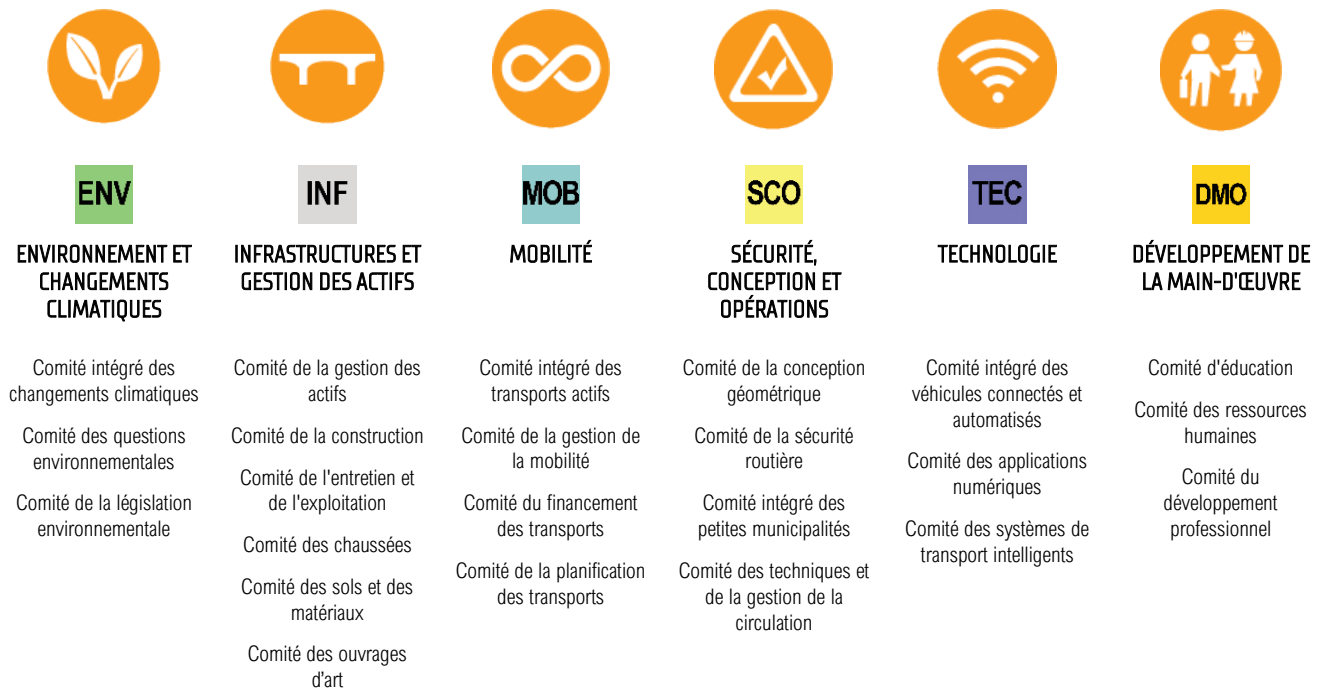 ENV
ENVIRONNEMENT ET
CHANGEMENTS
CLIMATIQUES
Comité intégré des
changements climatiques
Comité des questions
environnementales
Comité de la législation
environnementale
INF
INFRASTRUCTURES ET
GESTION DES ACTIFS
Comité de la gestion des
actifs
Comité de la construction
Comité de l'entretien et
de l'exploitation
Comité des chaussées
Comité des sols et des
matériaux
Comité des ouvrages
d'art
MOB
MOBILITÉ
Comité intégré des
transports actifs
Comité de la gestion de
la mobilité
Comité du financement
des transports
Comité de la planification
des transports
SCO
SÉCURITÉ,
CONCEPTION ET
OPÉRATIONS
Comité de la conception
géométrique
Comité de la sécurité
routière
Comité intégré des
petites municipalités
Comité des techniques et
de la gestion de la
circulation
TEC
TECHNOLOGIE
Comité intégré des
véhicules connectés et
automatisés
Comité des applications
numériques
Comité des systèmes de
transport intelligents
DMO
DÉVELOPPEMENT DE
LA MAIN-D'ŒUVRE
Comité d'éducation
Comité des ressources
humaines
Comité du
développement
professionnel